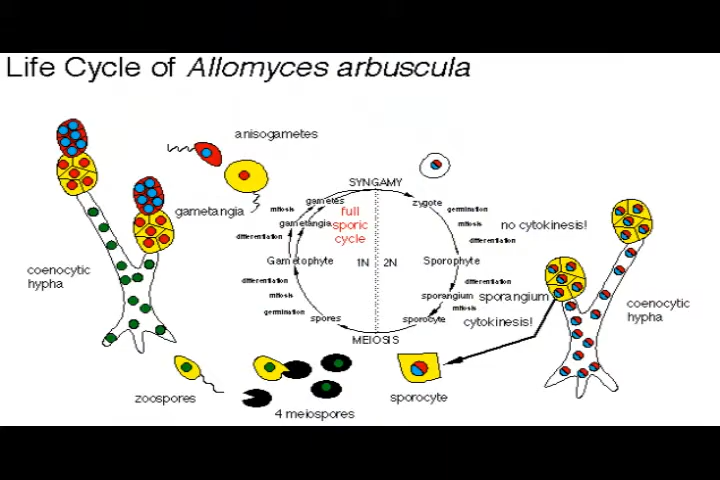 Life Cycle of Allomyces arbuscula
anisogametes
SYNGAMY
gametes
zygote
mitosis
germination
gametangia
full
sporic
cycle
gametangia
mitosis
no cytokinesis!
differentiation
differentiation
coenocytic
hypha
Gametophyte
1N
2N
Sporophyte
differentiation
differentiation
mitosis
sporangium
sporangium
mitosis
coenocytic
hypha
germination
spores
sporocyte
cytokinesis!
MEIOSIS
zoospores
4 meiospores
sporocyte